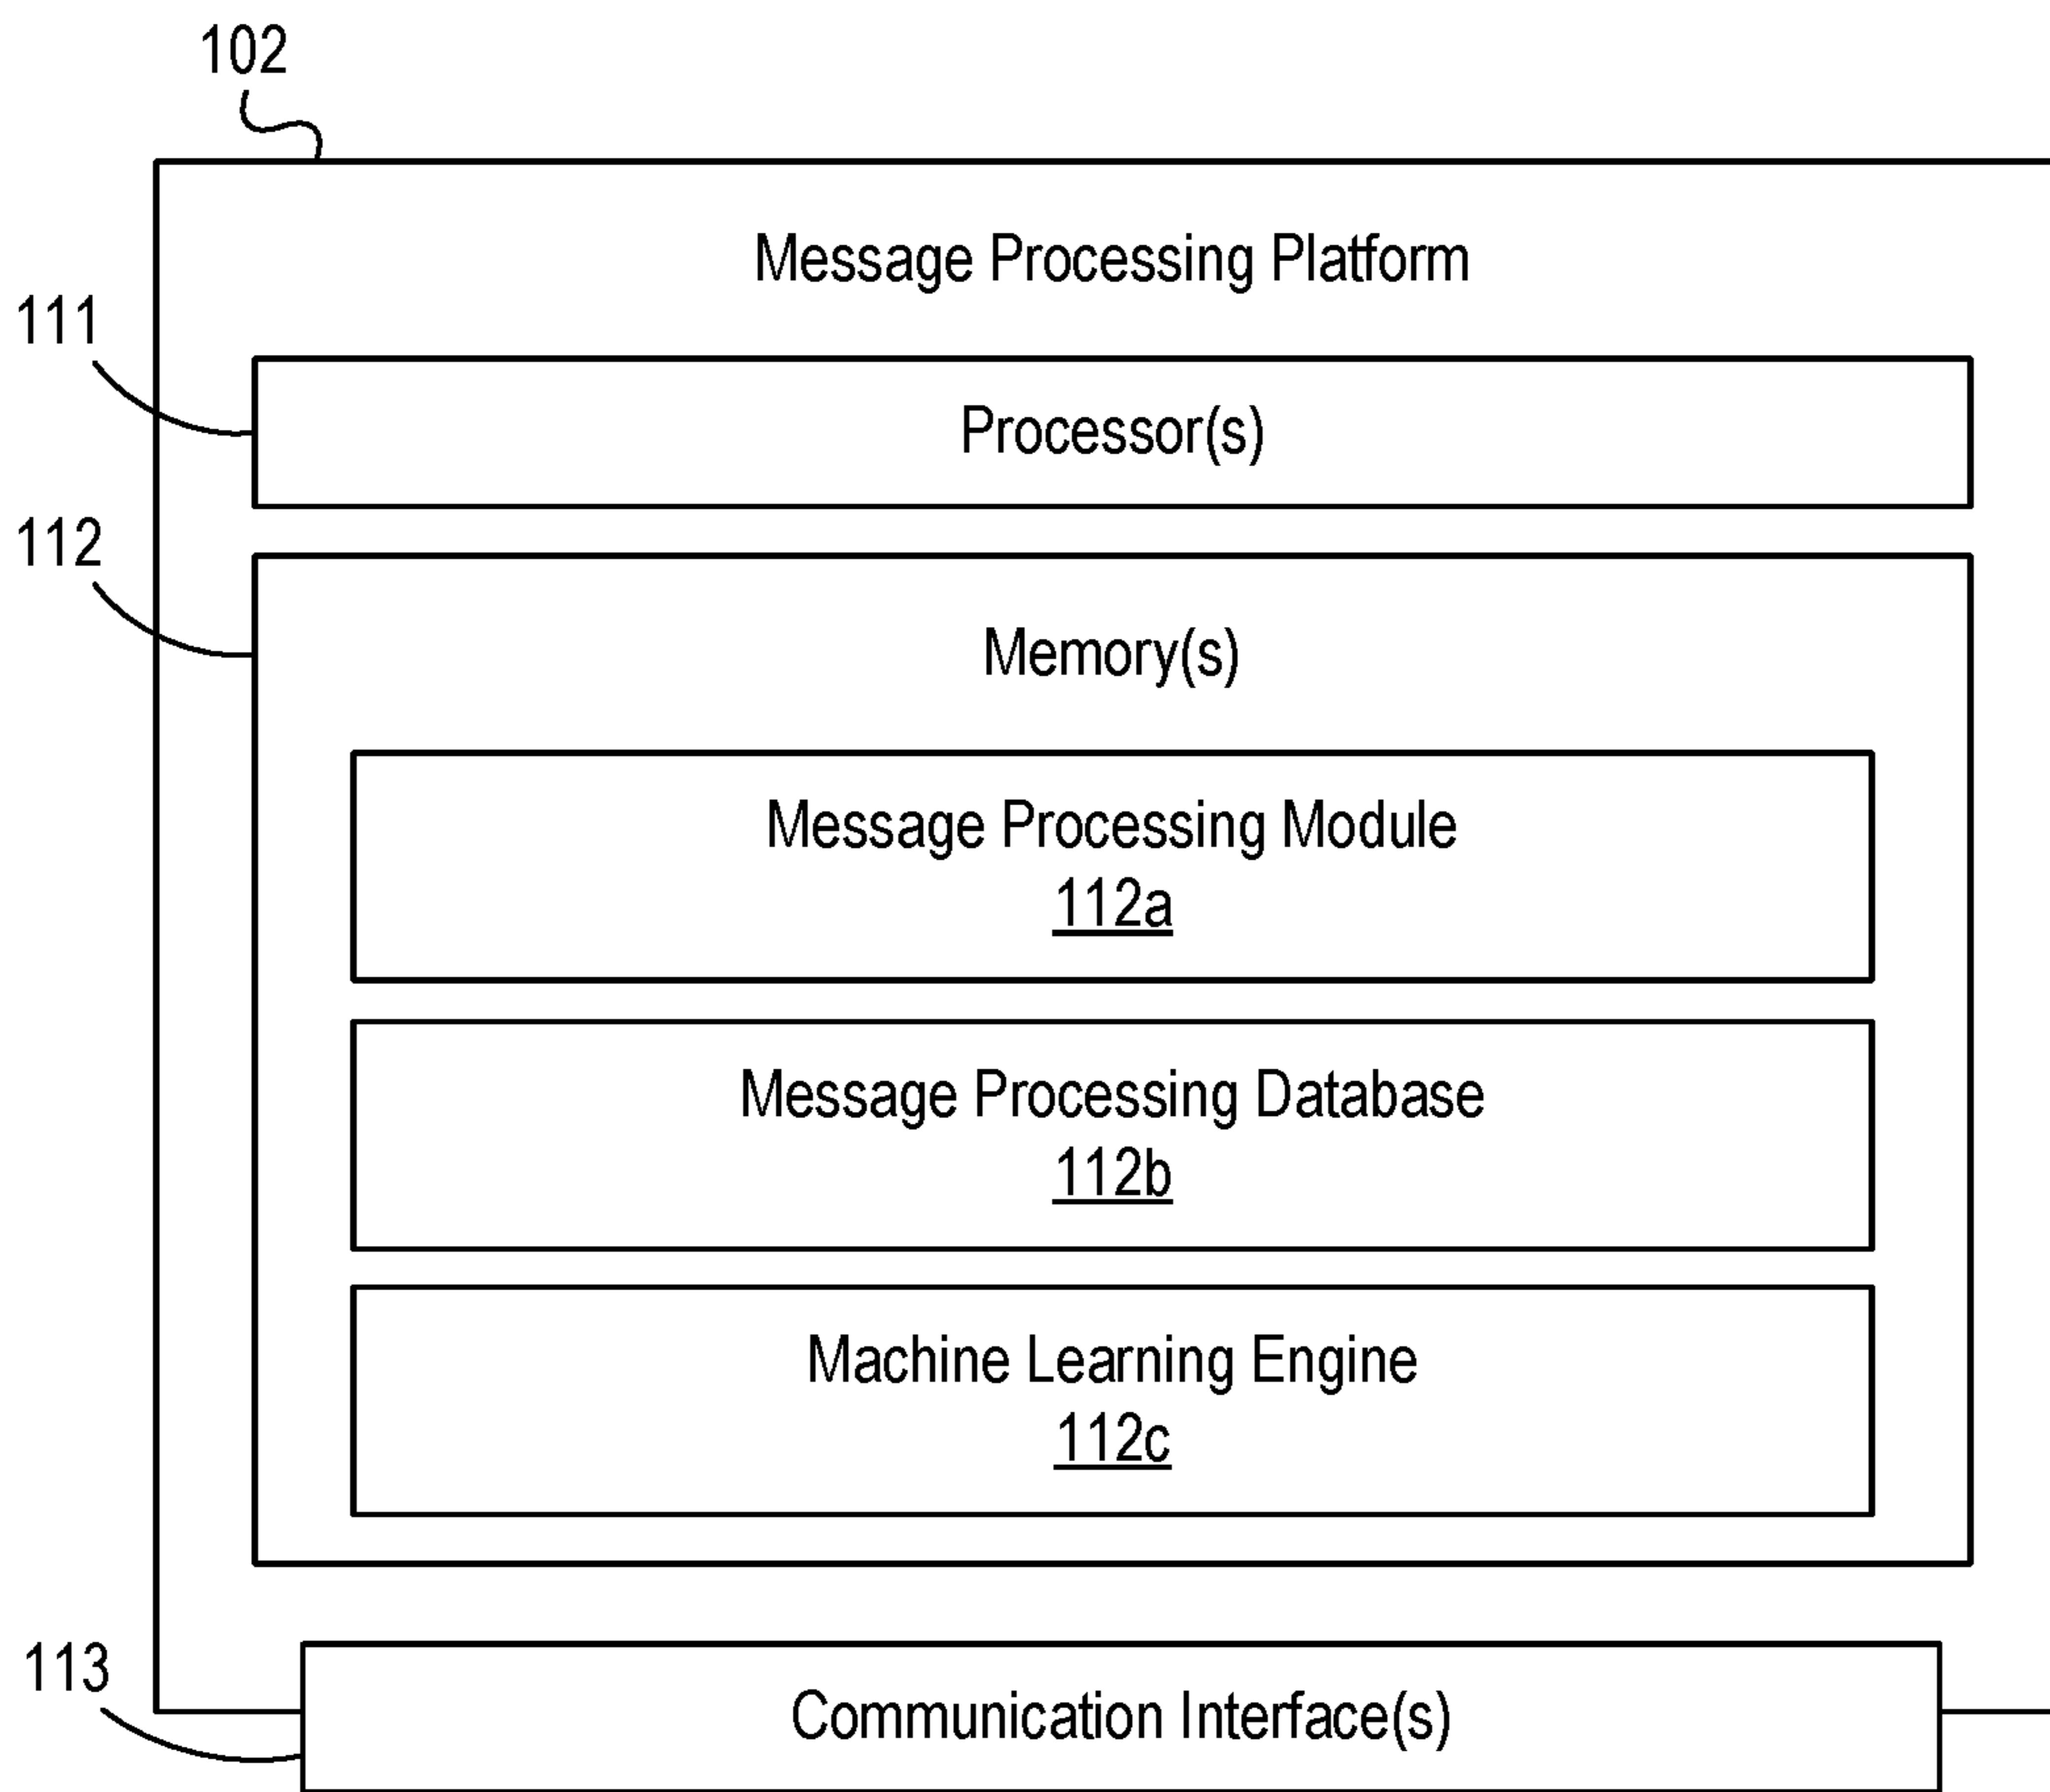 102
Message Processing Platform
111
Processor(s)
112
Memory(s)
Message Processing Module
112a
Message Processing Database
112b
Machine Learning Engine
112c
113
Communication Interface(s)